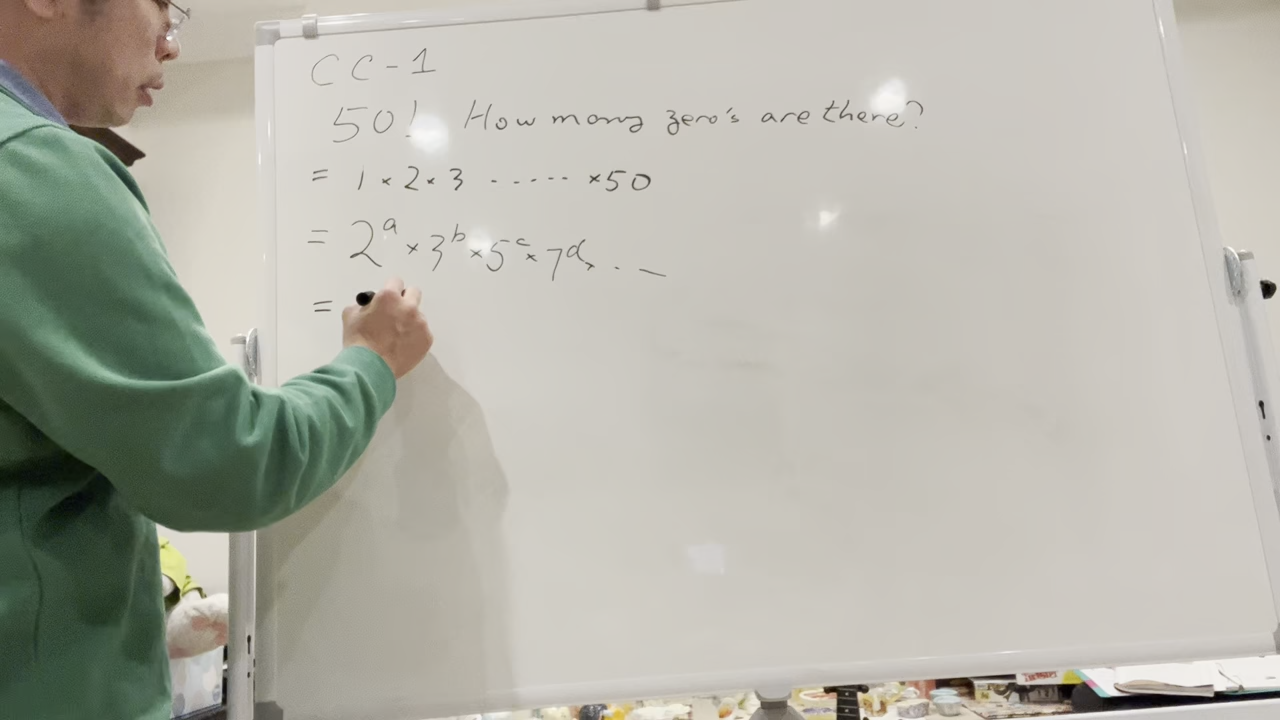 CC-1
50! How many zero's are there?
= 1 × 2 × 3 ...... ×50
= 2^a × 3^b × 5^c × 7^d × . . —
=